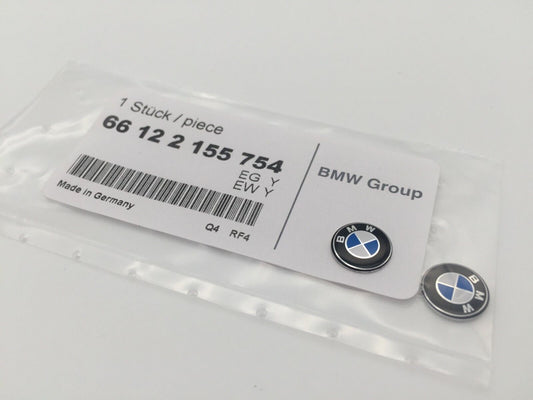 1 Stück / piece
66 12 2 155 754
EG Y
EW Y
Made in Germany
Q4 RF4
BMW Group
BMW
BMW